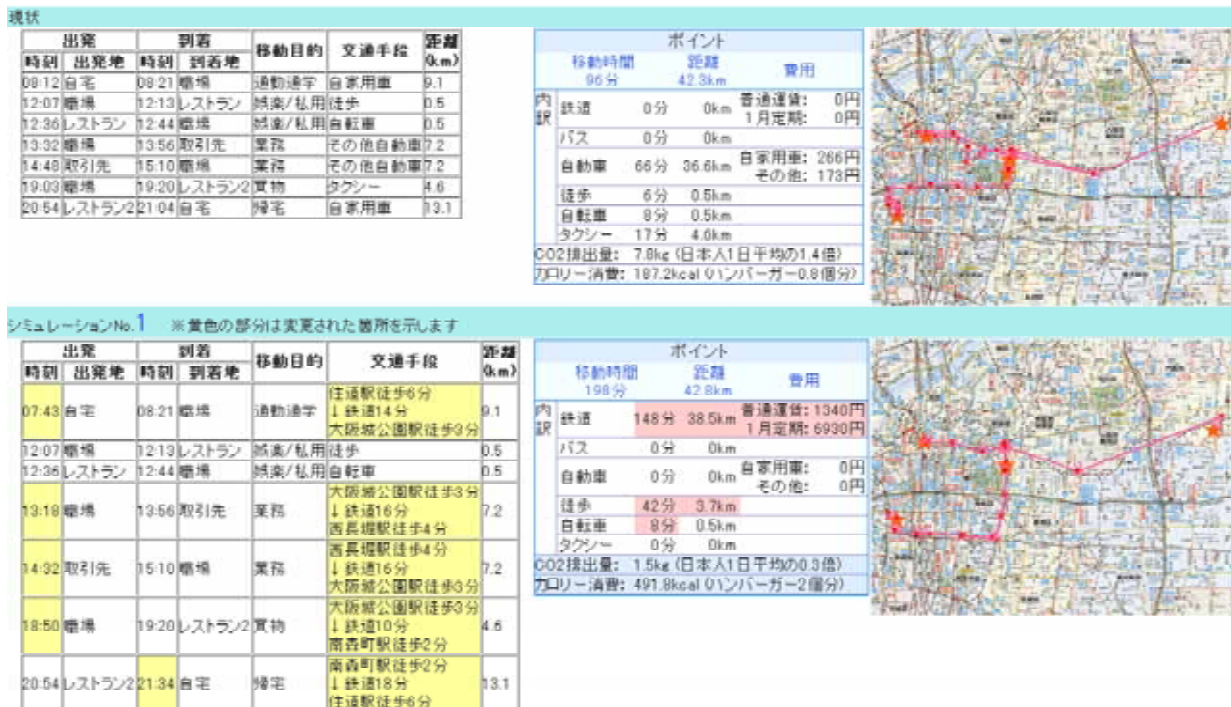 現状
出発 到着 移動目的 交通手段 距離(km)
時刻 出発地 時刻 到着地
08:12 自宅 08:21 職場 通勤通学 自家用車 9.1
12:07 職場 12:13 レストラン 娯楽/私用 徒歩 0.5
12:36 レストラン 12:44 職場 娯楽/私用 自転車 0.5
13:32 職場 13:56 取引先 業務 その他自動車 7.2
14:48 取引先 15:10 職場 業務 その他自動車 7.2
19:03 職場 19:20 レストラン2 買物 タクシー 4.6
20:54 レストラン2 21:04 自宅 帰宅 自家用車 13.1
ポイント
移動時間 距離 費用
96分 42.3km
内訳 鉄道 0分 0km 普通運賃: 0円
1月定期: 0円
バス 0分 0km
自動車 66分 36.6km 自家用車: 266円
その他: 173円
徒歩 6分 0.5km
自転車 8分 0.5km
タクシー 17分 4.6km
CO2排出量: 7.8kg (日本人1日平均の1.4倍)
カロリー消費: 187.2kcal (ハンバーガー0.8個分)
シミュレーションNo.1 ※黄色の部分は変更された箇所を示します
出発 到着 移動目的 交通手段 距離(km)
時刻 出発地 時刻 到着地
07:43 自宅 08:21 職場 通勤通学 住道駅徒歩6分
↓鉄道14分
大阪城公園駅徒歩3分 9.1
12:07 職場 12:13 レストラン 娯楽/私用 徒歩 0.5
12:36 レストラン 12:44 職場 娯楽/私用 自転車 0.5
13:18 職場 13:56 取引先 業務 大阪城公園駅徒歩3分
↓鉄道16分
西長堀駅徒歩4分 7.2
14:32 取引先 15:10 職場 業務 西長堀駅徒歩4分
↓鉄道16分
大阪城公園駅徒歩3分 7.2
18:50 職場 19:20 レストラン2 買物 大阪城公園駅徒歩3分
↓鉄道10分
南森町駅徒歩2分 4.6
20:54 レストラン2 21:34 自宅 帰宅 南森町駅徒歩2分
↓鉄道18分
住道駅徒歩6分 13.1
ポイント
移動時間 距離 費用
198分 42.8km
内訳 鉄道 148分 38.5km 普通運賃: 1340円
1月定期: 6930円
バス 0分 0km
自動車 0分 0km 自家用車: 0円
その他: 0円
徒歩 42分 3.7km
自転車 8分 0.5km
タクシー 0分 0km
CO2排出量: 1.5kg (日本人1日平均の0.3倍)
カロリー消費: 491.8kcal (ハンバーガー2個分)